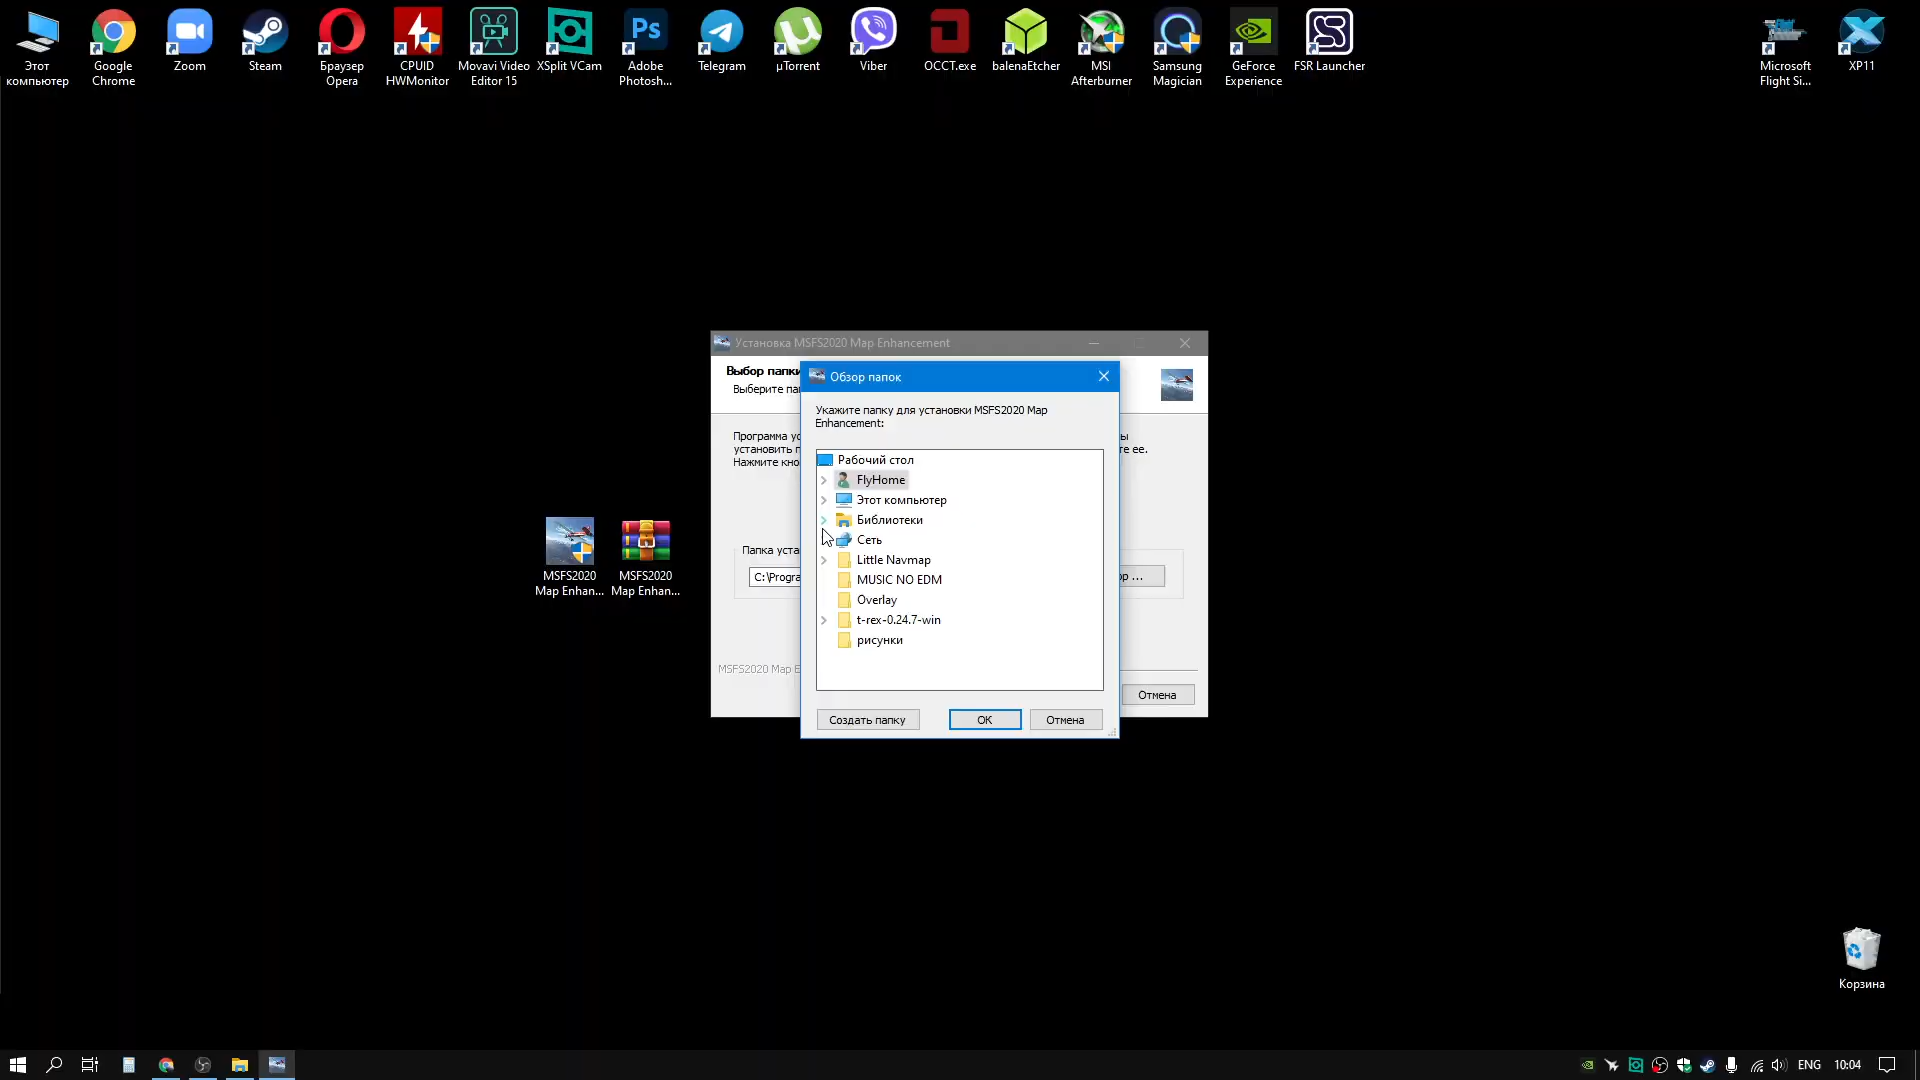 Этот
компьютер
Google
Chrome
Zoom
Steam
Браузер
Opera
CPUID
HWMonitor
Movavi Video
Editor 15
XSplit VCam
Adobe
Photosh...
Telegram
µTorrent
Viber
OCCT.exe
balenaEtcher
MSI
Afterburner
Samsung
Magician
GeForce
Experience
FSR Launcher
Microsoft
Flight Si...
XP11
Установка MSFS2020 Map Enhancement
Выбор папки
Выберите пап
Обзор папок
Укажите папку для установки MSFS2020 Map
Enhancement:
Программа ус
установить п
те ее.
Нажмите кно
Рабочий стол
FlyHome
Этот компьютер
Библиотеки
Сеть
Little Navmap
MUSIC NO EDM
Overlay
t-rex-0.24.7-win
рисунки
Папка уста
C:\Progra
ор ...
MSFS2020 Map E
Отмена
Создать папку
OK
Отмена
MSFS2020
Map Enhan...
MSFS2020
Map Enhan...
Ps
Корзина
ENG
10:04